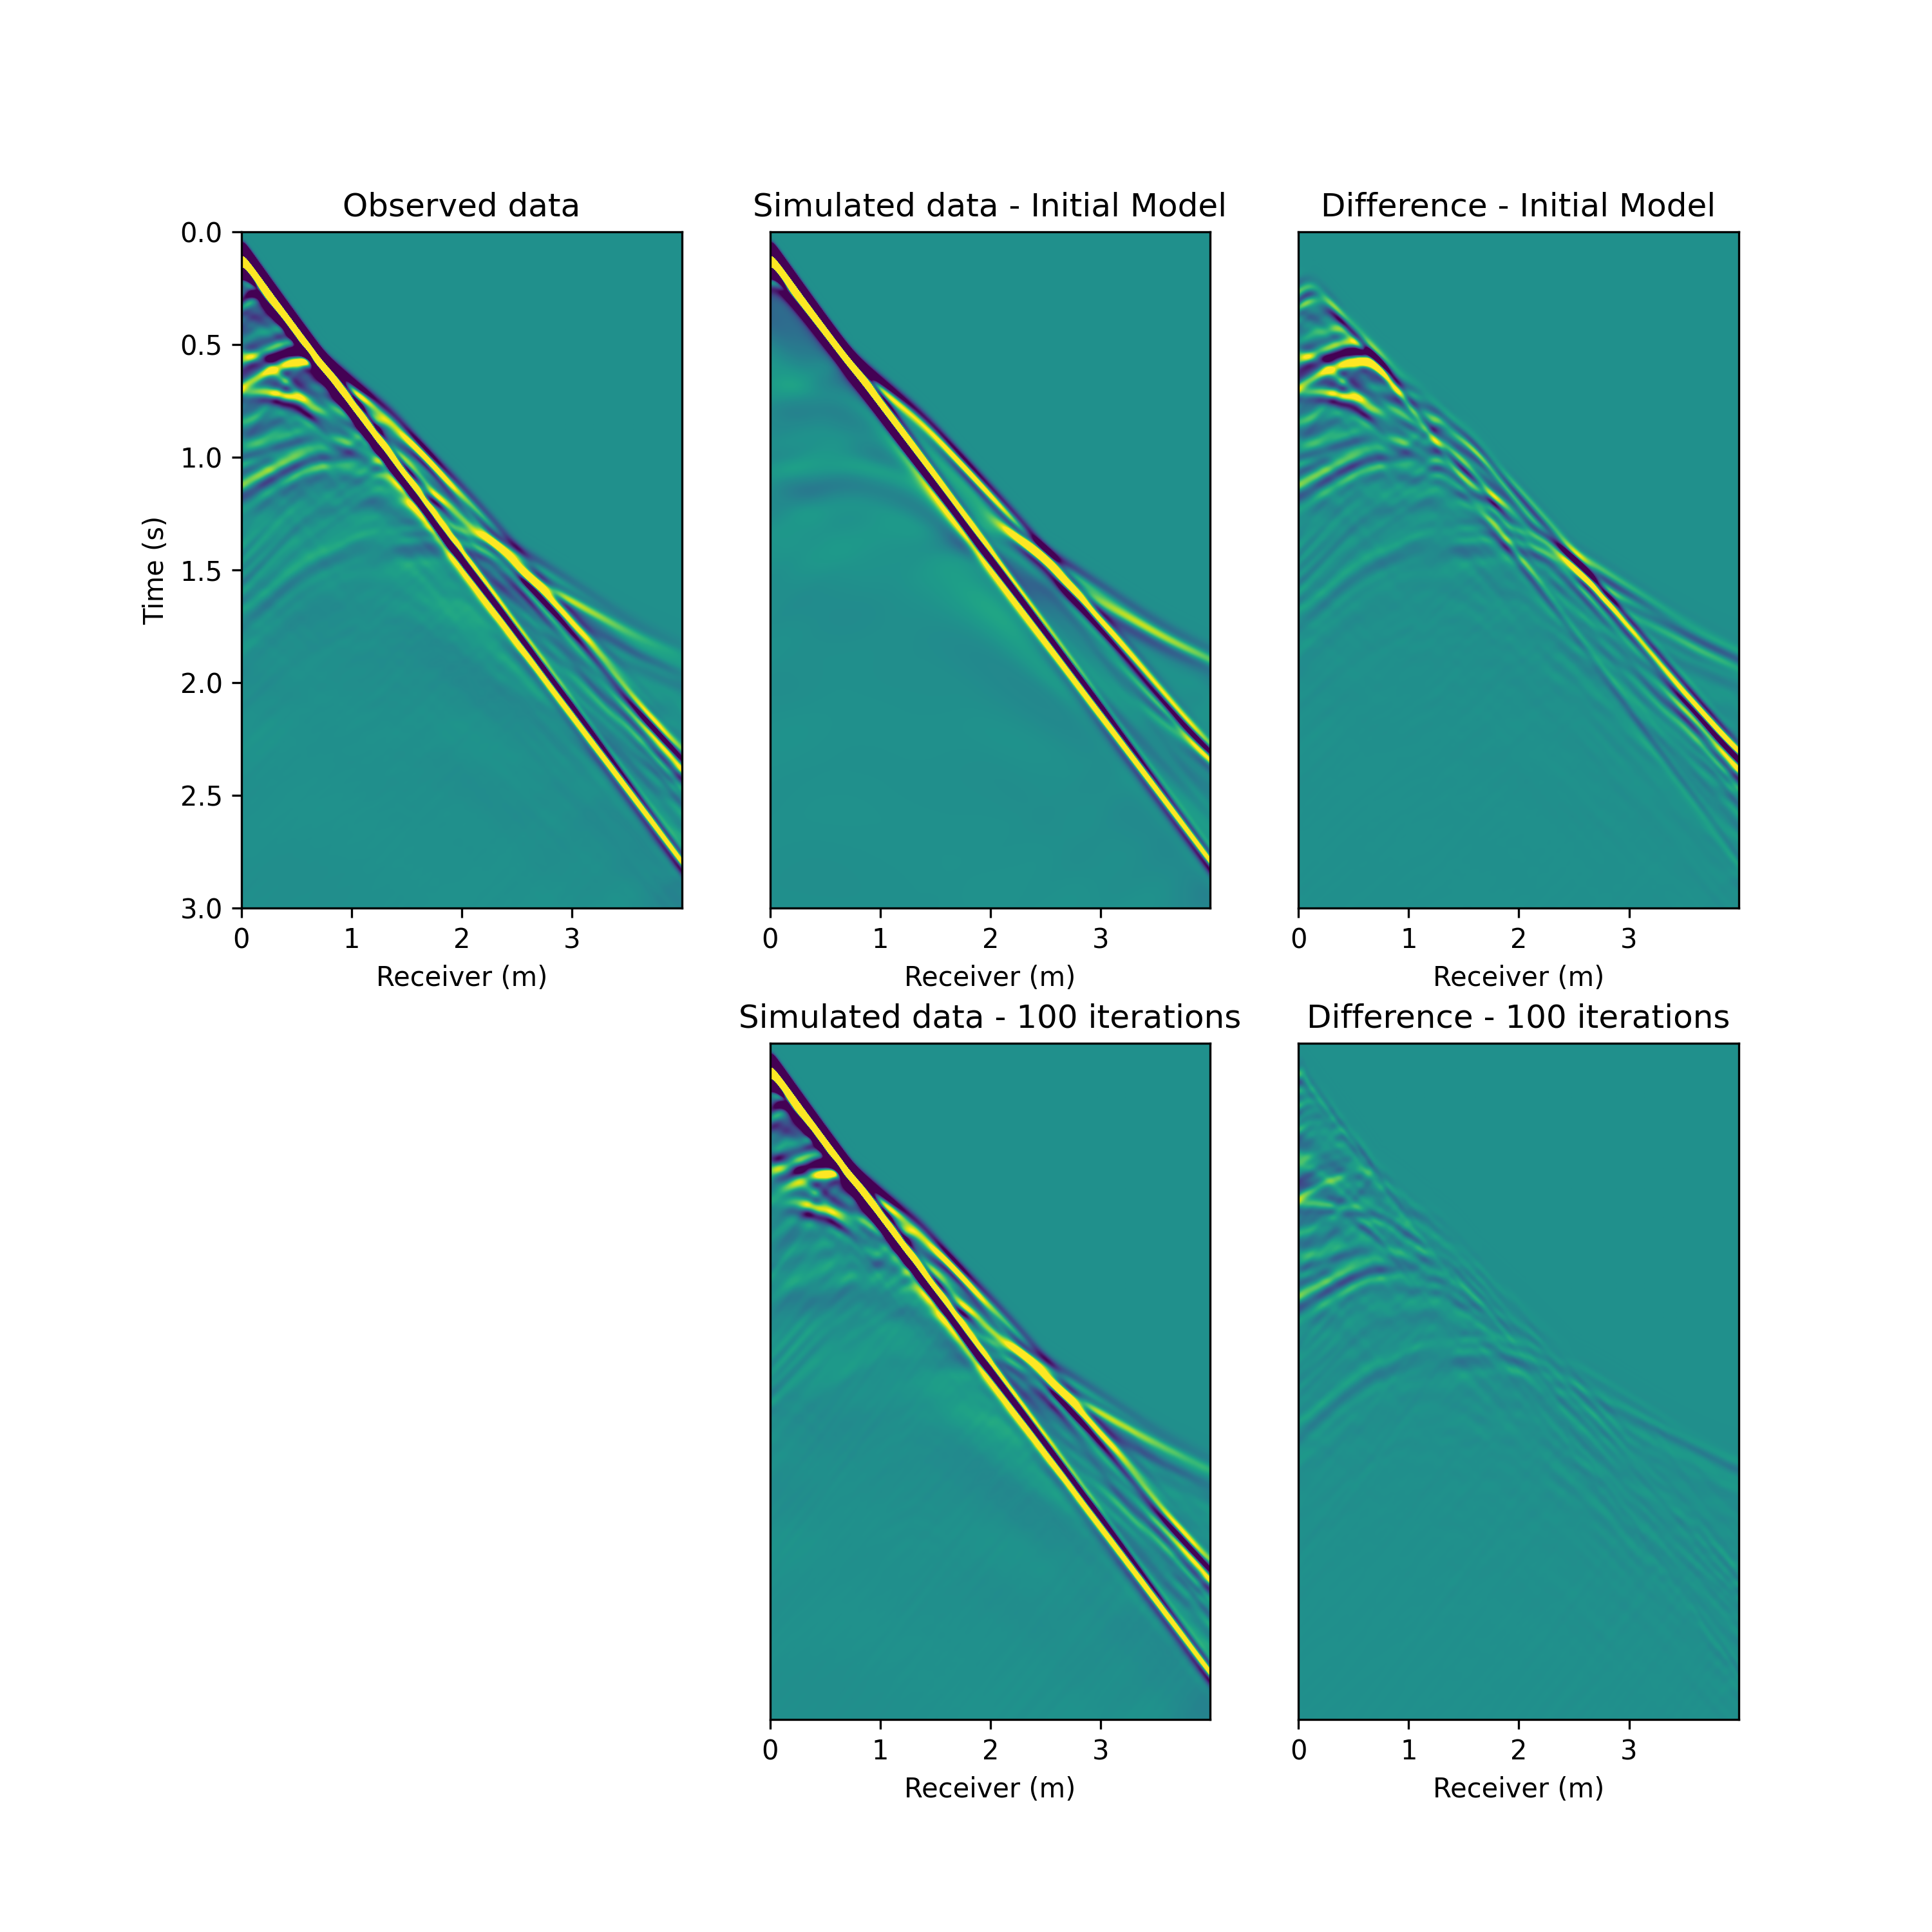 Observed data
Simulated data - Initial Model
Difference - Initial Model
0.0
0.5
1.0
1.5
2.0
2.5
3.0
Time (s)
0 1 2 3
0 1 2 3
0 1 2 3
Receiver (m)
Receiver (m)
Receiver (m)
Simulated data - 100 iterations
Difference - 100 iterations
0 1 2 3
0 1 2 3
Receiver (m)
Receiver (m)